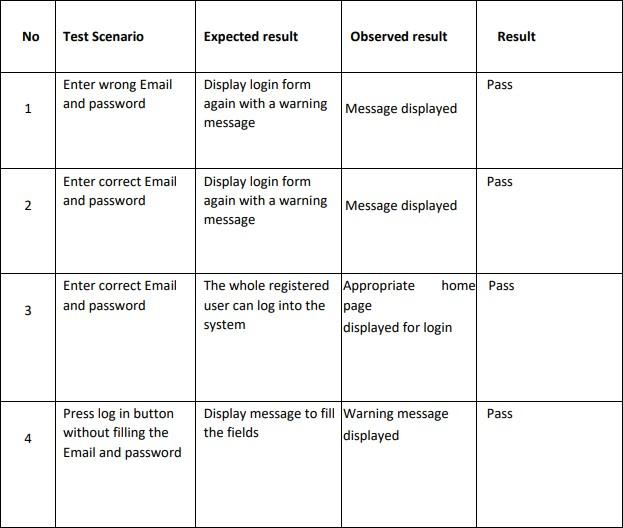 No Test Scenario Expected result Observed result Result
1
Enter wrong Email
and password
Display login form
again with a warning
message
Message displayed
Pass
2
Enter correct Email
and password
Display login form
again with a warning
message
Message displayed
Pass
3
Enter correct Email
and password
The whole registered
user can log into the
system
Appropriate home
page
displayed for login
Pass
4
Press log in button
without filling the
Email and password
Display message to fill
the fields
Warning message
displayed
Pass